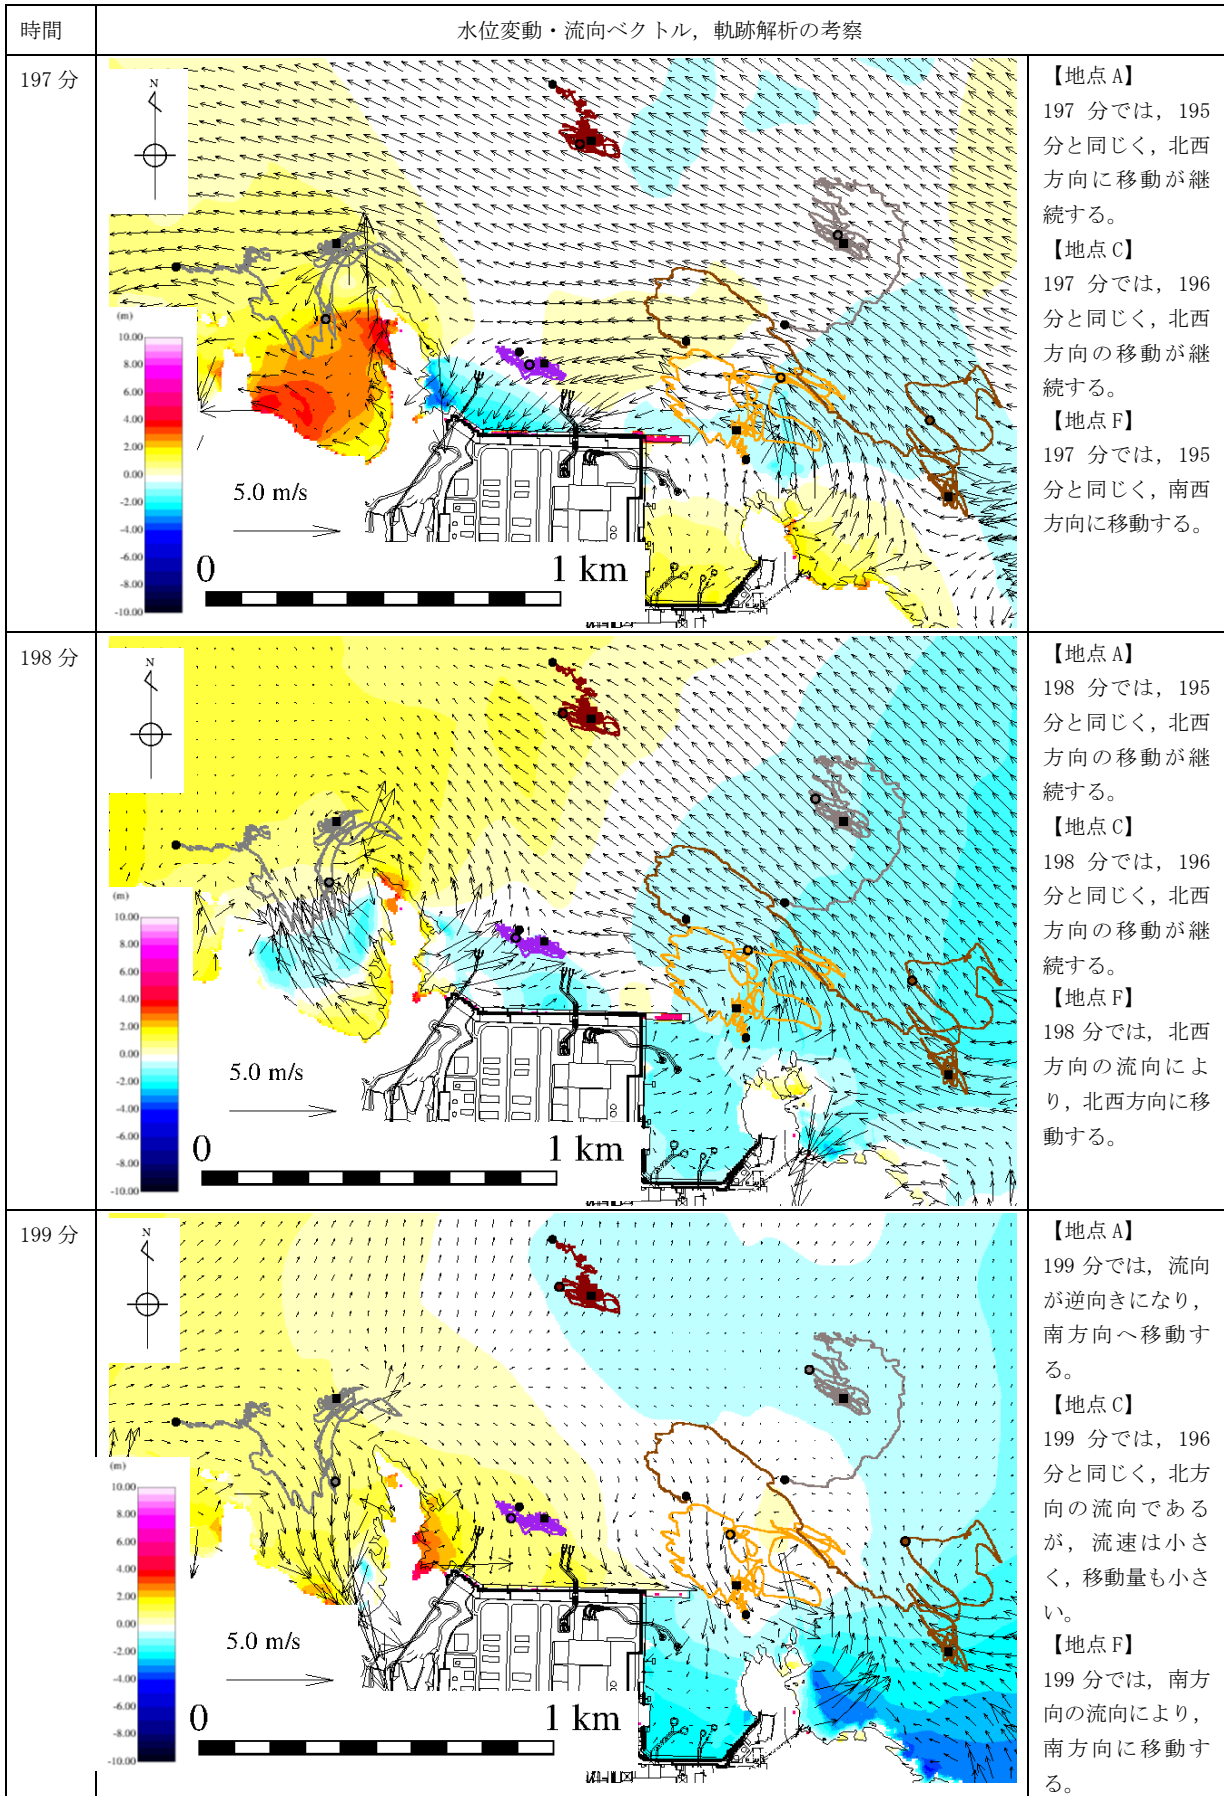 時間
水位変動・流向ベクトル，軌跡解析の考察
197 分
N
(m)
10.00
8.00
6.00
4.00
2.00
0.00
-2.00
-4.00
-6.00
-8.00
-10.00
5.0 m/s
0
1 km
【地点 A】
197 分では，195
分と同じく，北西
方向に移動が継
続する。
【地点 C】
197 分では，196
分と同じく，北西
方向の移動が継
続する。
【地点 F】
197 分では，195
分と同じく，南西
方向に移動する。
198 分
N
(m)
10.00
8.00
6.00
4.00
2.00
0.00
-2.00
-4.00
-6.00
-8.00
-10.00
5.0 m/s
0
1 km
【地点 A】
198 分では，195
分と同じく，北西
方向の移動が継
続する。
【地点 C】
198 分では，196
分と同じく，北西
方向の移動が継
続する。
【地点 F】
198 分では，北西
方向の流向によ
り，北西方向に移
動する。
199 分
N
(m)
10.00
8.00
6.00
4.00
2.00
0.00
-2.00
-4.00
-6.00
-8.00
-10.00
5.0 m/s
0
1 km
【地点 A】
199 分では，流向
が逆向きになり，
南方向へ移動す
る。
【地点 C】
199 分では，196
分と同じく，北方
向の流向である
が，流速は小さ
く，移動量も小さ
い。
【地点 F】
199 分では，南方
向の流向により，
南方向に移動す
る。